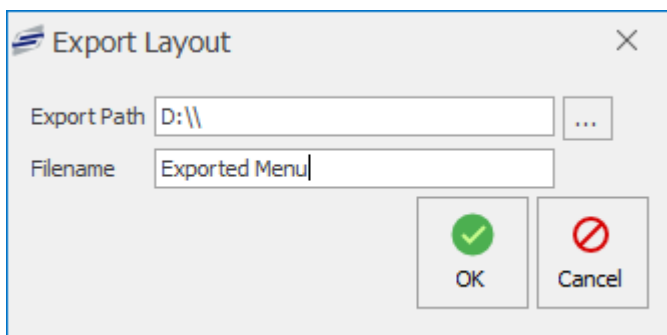 Export Layout
Export Path D:\\ ...
Filename Exported Menu
OK Cancel